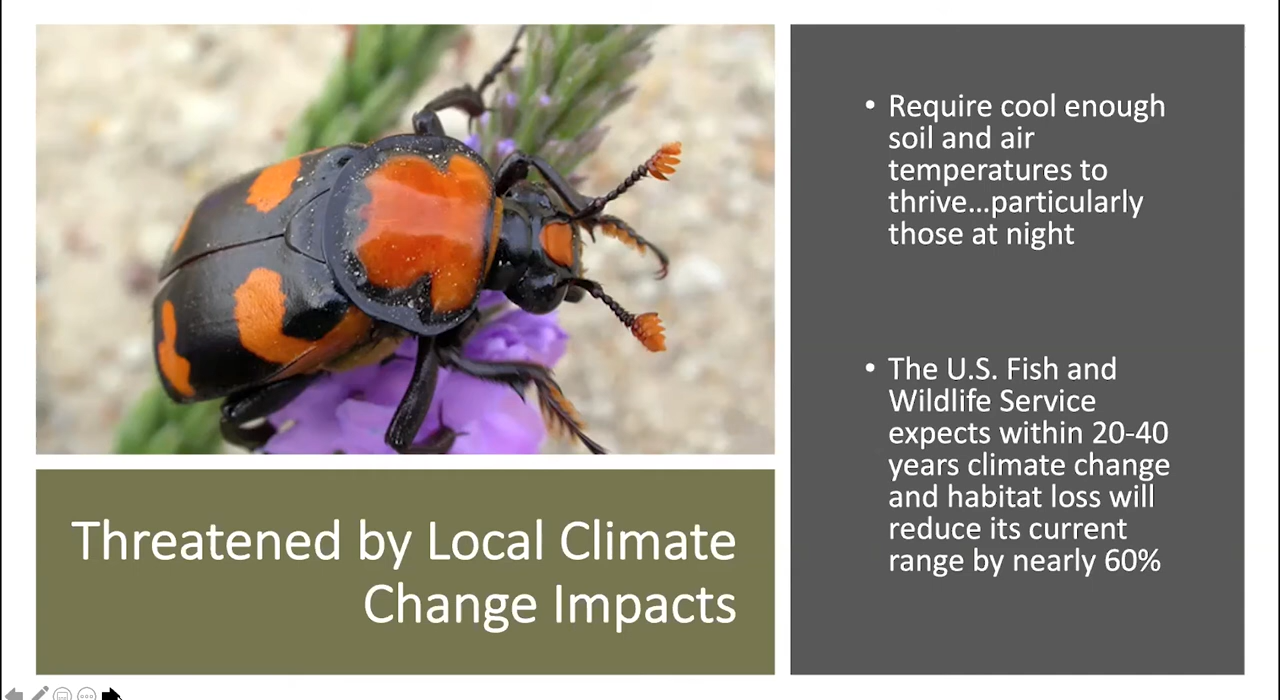 Require cool enough
soil and air
temperatures to
thrive...particularly
those at night
The U.S. Fish and
Wildlife Service
expects within 20-40
years climate change
and habitat loss will
reduce its current
range by nearly 60%
Threatened by Local Climate
Change Impacts